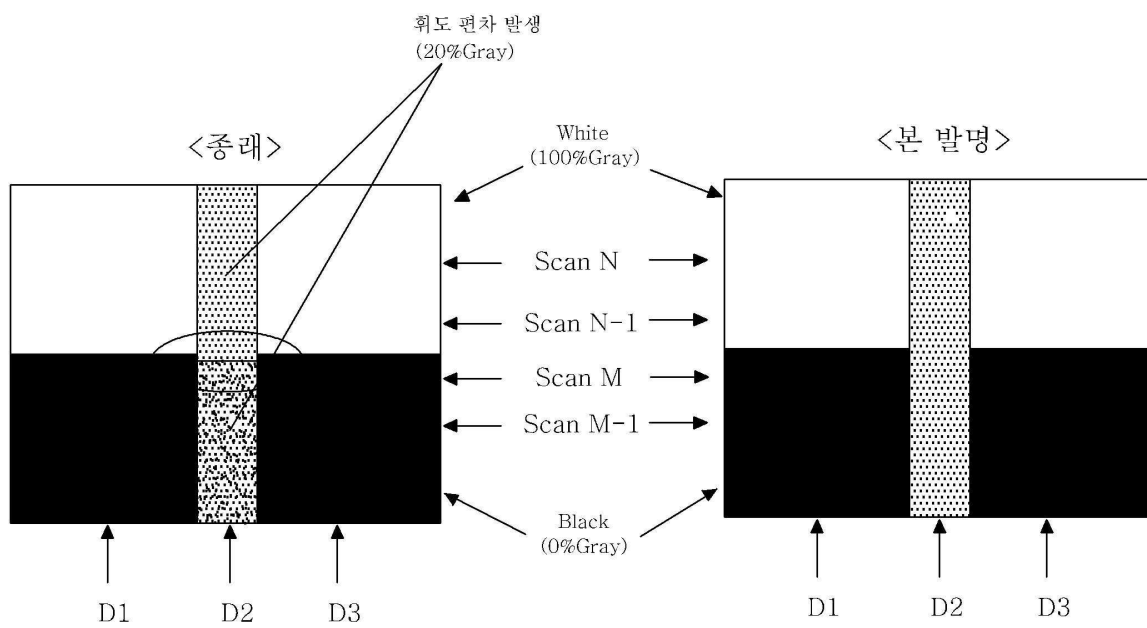 휘도 편차 발생
(20%Gray)
<종래>
White
(100%Gray)
<본 발명>
Scan N
Scan N-1
Scan M
Scan M-1
Black
(0%Gray)
D1
D2
D3
D1
D2
D3